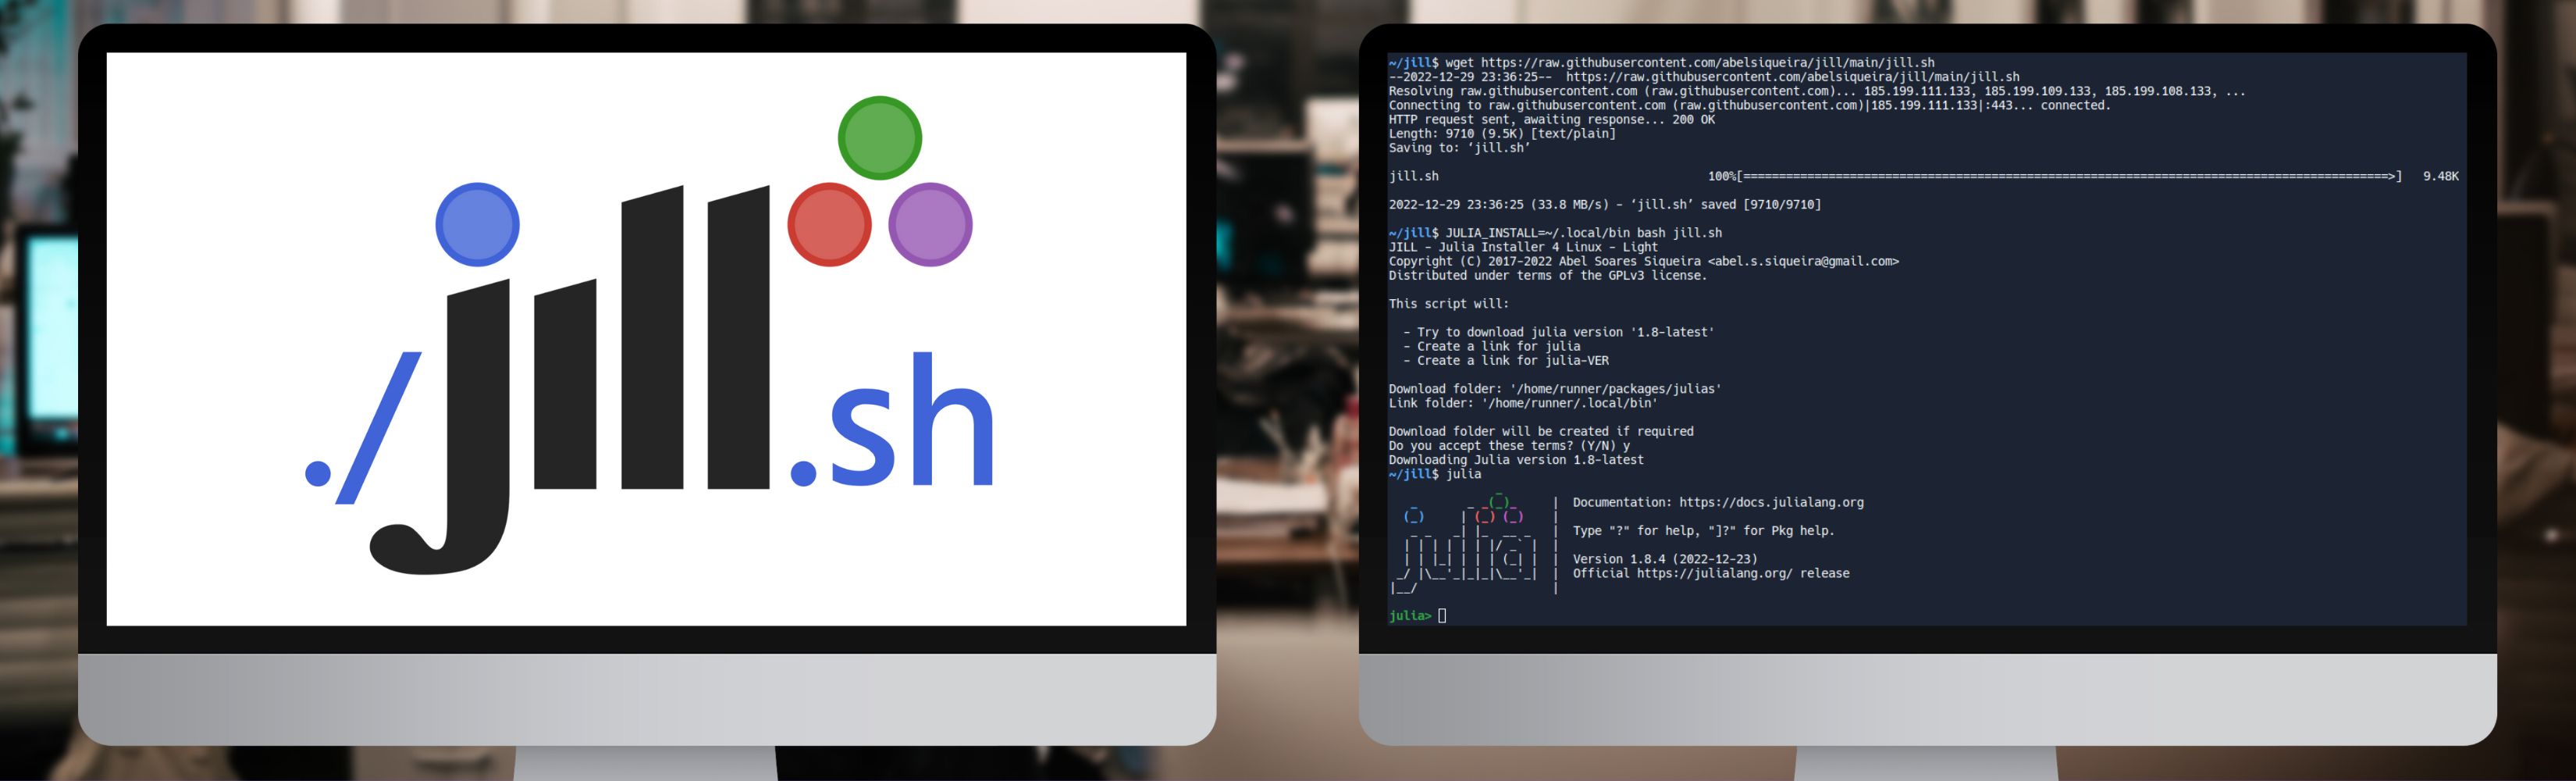 ./jill.sh
~/jill$ wget https://raw.githubusercontent.com/abelsiqueira/jill/main/jill.sh
--2022-12-29 23:36:25--  https://raw.githubusercontent.com/abelsiqueira/jill/main/jill.sh
Resolving raw.githubusercontent.com (raw.githubusercontent.com)... 185.199.111.133, 185.199.109.133, 185.199.108.133, ...
Connecting to raw.githubusercontent.com (raw.githubusercontent.com)|185.199.111.133|:443... connected.
HTTP request sent, awaiting response... 200 OK
Length: 9710 (9.5K) [text/plain]
Saving to: ‘jill.sh’
jill.sh 100%[===========================================================================================>] 9.48K
2022-12-29 23:36:25 (33.8 MB/s) - ‘jill.sh’ saved [9710/9710]
~/jill$ JULIA_INSTALL=~/.local/bin bash jill.sh
JILL - Julia Installer 4 Linux - Light
Copyright (C) 2017-2022 Abel Soares Siqueira <abel.s.siqueira@gmail.com>
Distributed under terms of the GPLv3 license.
This script will:
- Try to download julia version '1.8-latest'
- Create a link for julia
- Create a link for julia-VER
Download folder: '/home/runner/packages/julias'
Link folder: '/home/runner/.local/bin'
Download folder will be created if required
Do you accept these terms? (Y/N) y
Downloading Julia version 1.8-latest
~/jill$ julia
               _
   _       _ _(_)_     |  Documentation: https://docs.julialang.org
  (_)     | (_) (_)    |
   _ _   _| |_  __ _   |  Type "?" for help, "]?" for Pkg help.
  | | | | | | |/ _` |  |
  | | |_| | | | (_| |  |  Version 1.8.4 (2022-12-23)
 _/ |\__'_|_|_|\__'_|  |  Official https://julialang.org/ release
|__/                   |
julia>